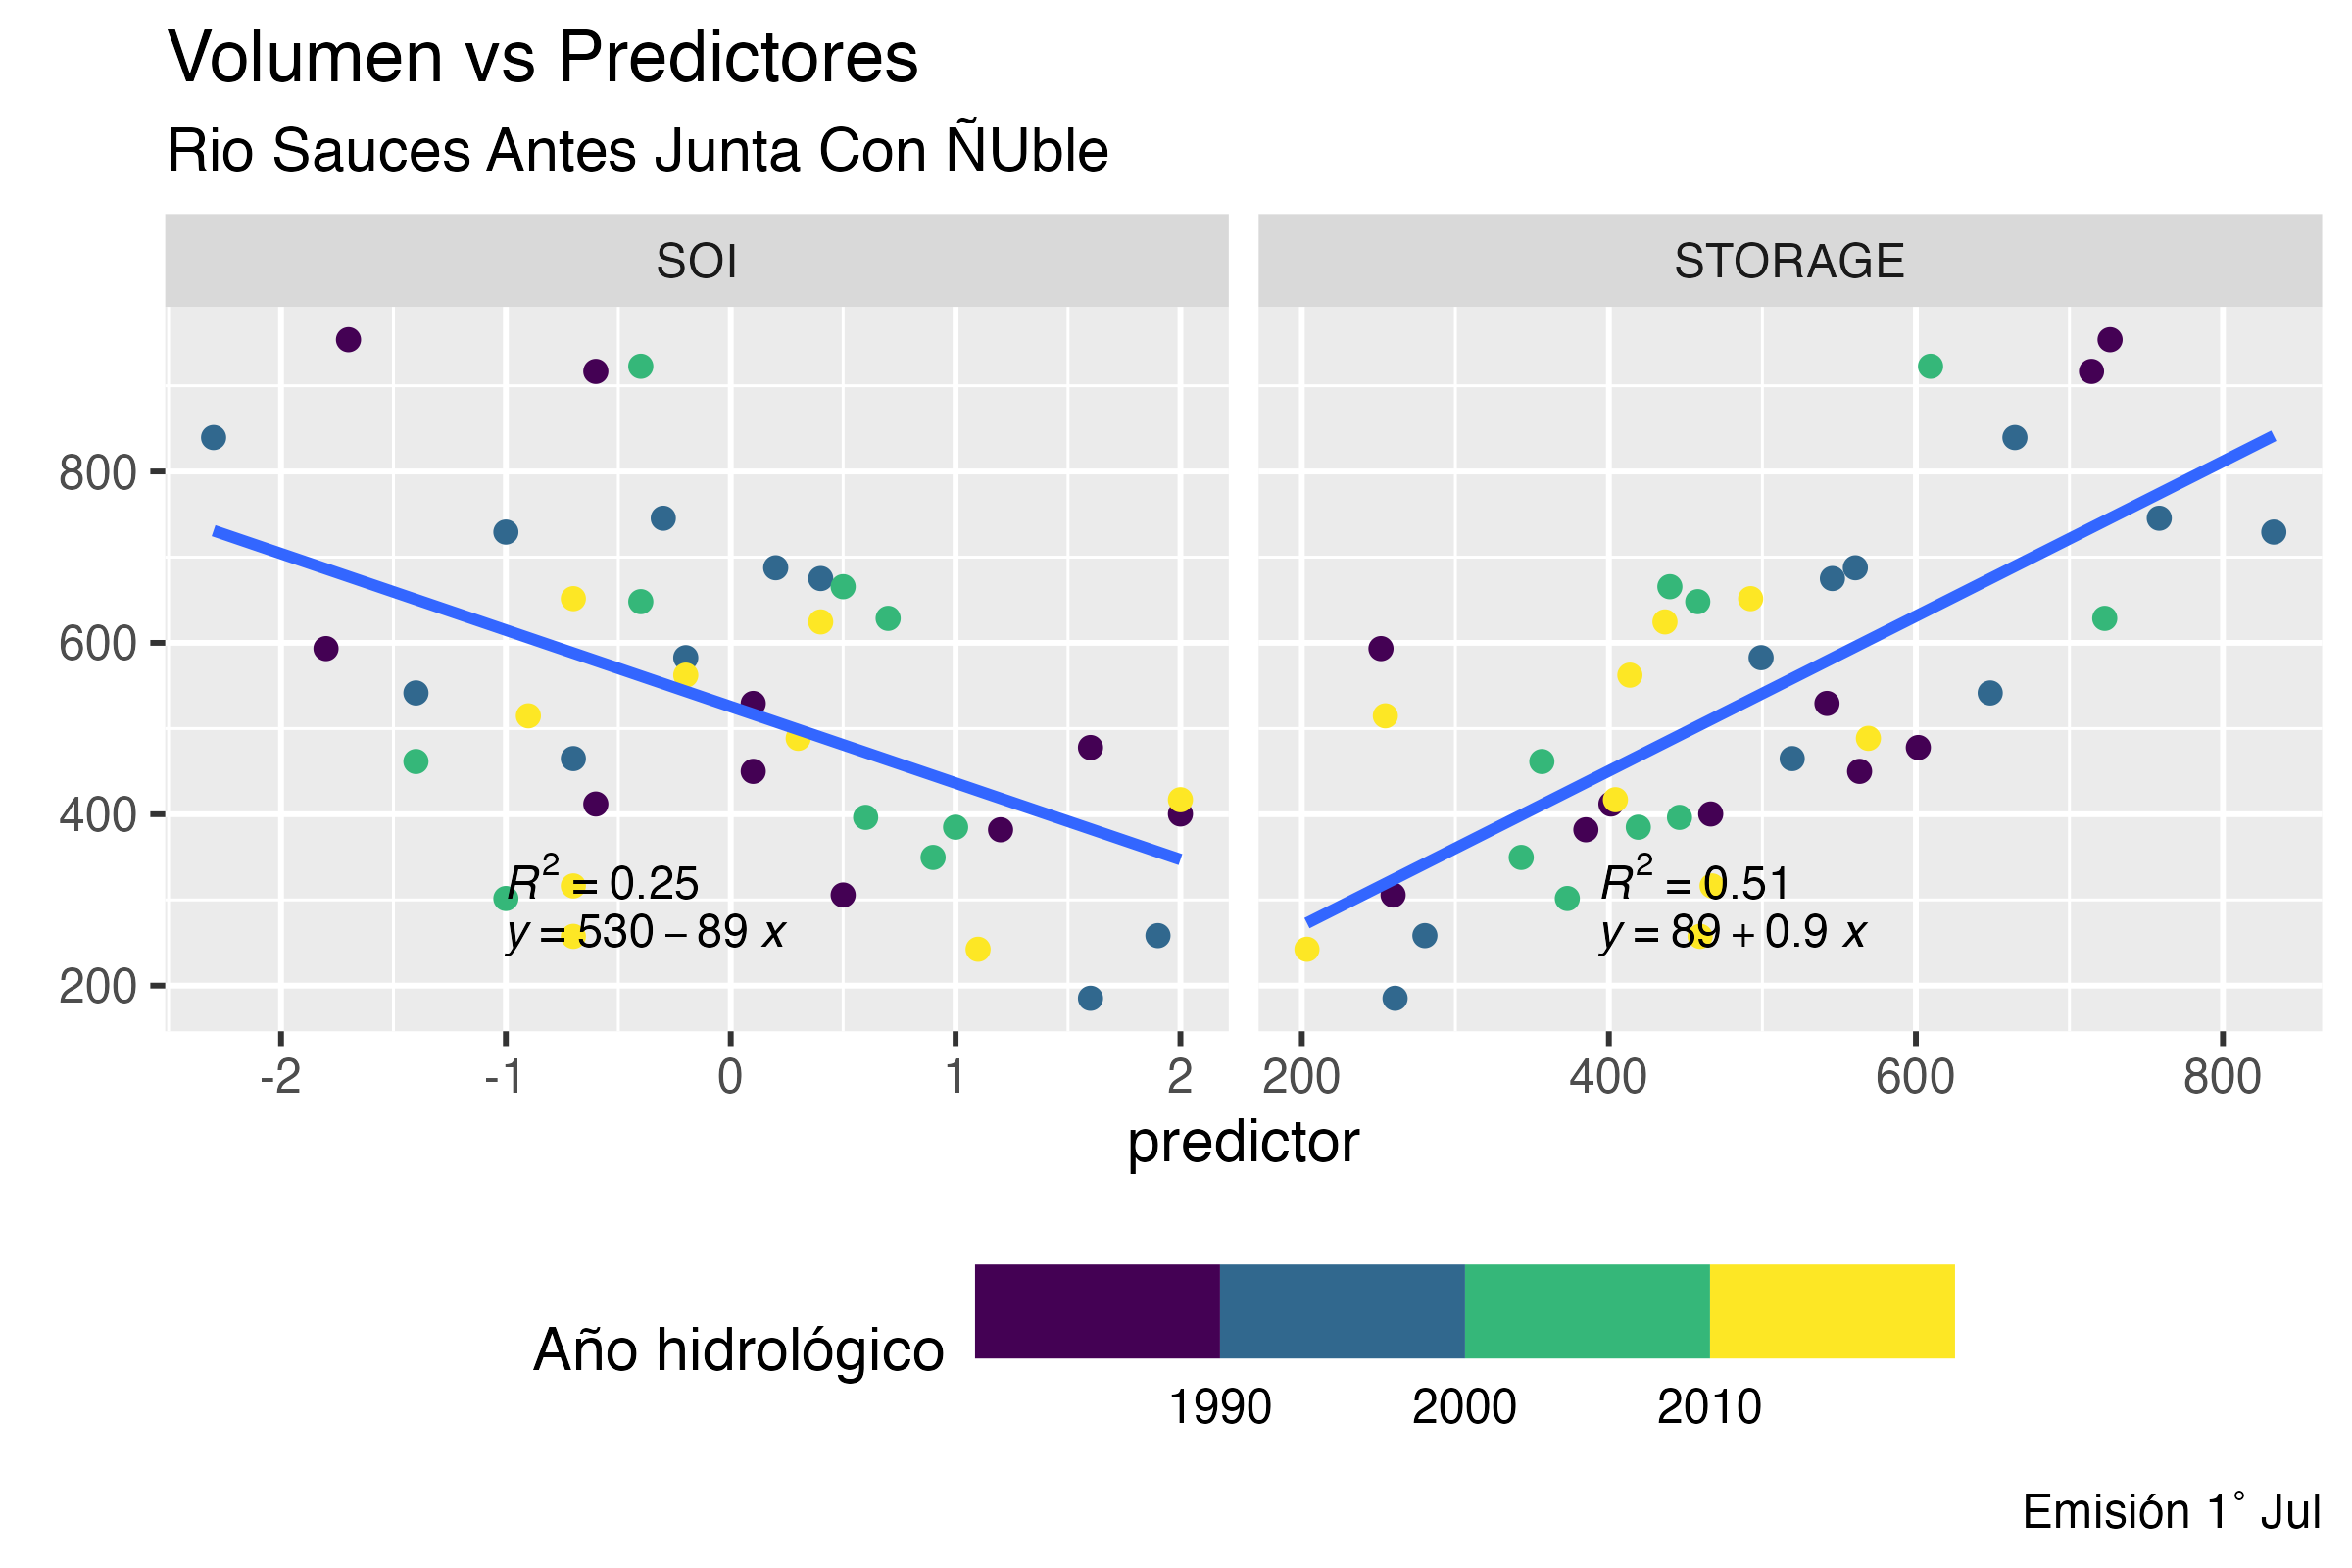 Volumen vs Predictores
Rio Sauces Antes Junta Con ÑUble
SOI STORAGE
800
600
400
200
R² = 0.25
y = 530 − 89 x
R² = 0.51
y = 89 + 0.9 x
-2 -1 0 1 2 200 400 600 800
predictor
Año hidrológico
1990 2000 2010
Emisión 1° Jul